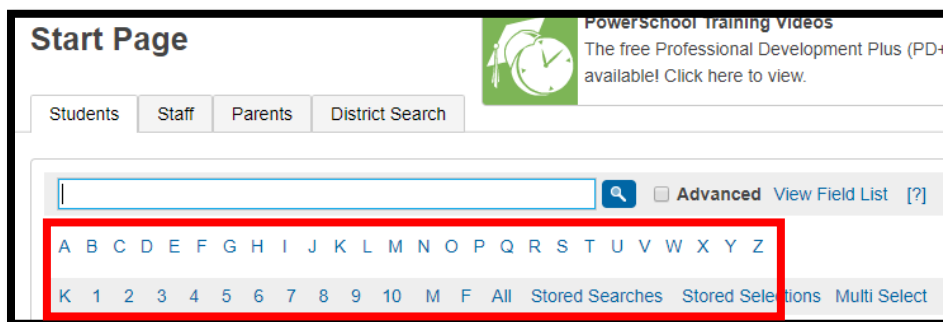 Start Page
PowerSchool Training Videos
The free Professional Development Plus (PD+
available! Click here to view.
Students Staff Parents District Search
Advanced View Field List [?]
A B C D E F G H I J K L M N O P Q R S T U V W X Y Z
K 1 2 3 4 5 6 7 8 9 10 M F All Stored Searches Stored Selections Multi Select